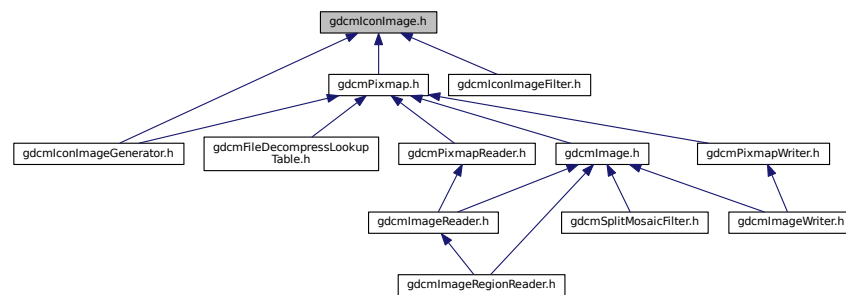 gdcmIconImage.h
gdcmPixmap.h
gdcmIconImageFilter.h
gdcmIconImageGenerator.h
gdcmFileDecompressLookup
Table.h
gdcmPixmapReader.h
gdcmImage.h
gdcmPixmapWriter.h
gdcmImageReader.h
gdcmSplitMosaicFilter.h
gdcmImageWriter.h
gdcmImageRegionReader.h